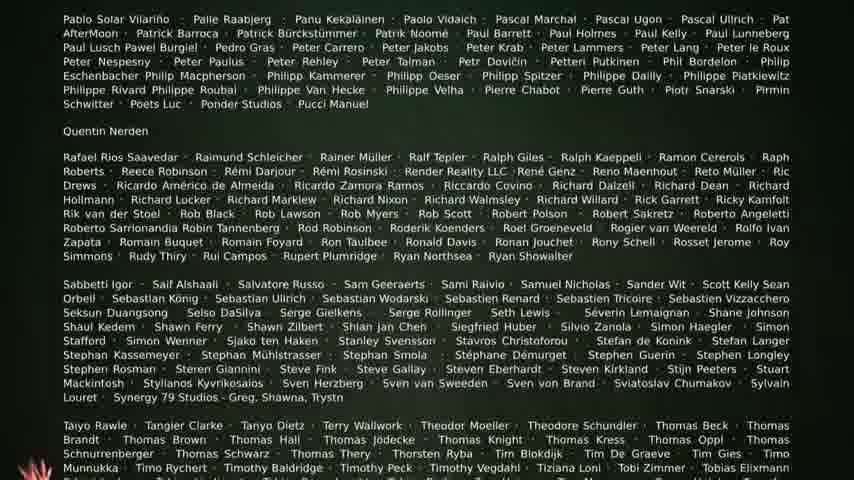 Pablo Solar Vilariño · Palle Raabjerg · Panu Kekäläinen · Paolo Vidaich · Pascal Marchal · Pascal Ugon · Pascal Ullrich · Pat
AfterMoon · Patrick Barroca · Patrick Bürckstümmer · Patrik Noomé · Paul Barrett · Paul Holmes · Paul Kelly · Paul Lunneberg
Paul Lusch Pawel Burgiel · Pedro Gras · Peter Carrero · Peter Jakobs · Peter Krab · Peter Lammers · Peter Lang · Peter le Roux
Peter Nespesny · Peter Paulus · Peter Rehley · Peter Talman · Petr Dovičin · Petteri Putkinen · Phil Bordelon · Philip
Eschenbacher Philip Macpherson · Philipp Kammerer · Philipp Oeser · Philipp Spitzer · Philippe Dailly · Philippe Piatkiewitz
Philippe Rivard Philippe Roubal · Philippe Van Hecke · Philippe Velha · Pierre Chabot · Pierre Guth · Piotr Snarski · Pirmin
Schwitter · Poets Luc · Ponder Studios · Pucci Manuel
Quentin Nerden
Rafael Rios Saavedar · Raimund Schleicher · Rainer Müller · Ralf Tepler · Ralph Giles · Ralph Kaeppeli · Ramon Cererols · Raph
Roberts · Reece Robinson · Rémi Darjour · Rémi Rosinski · Render Reality LLC · René Genz · Reno Maenhout · Reto Müller · Ric
Drews · Ricardo Américo de Almeida · Ricardo Zamora Ramos · Riccardo Covino · Richard Dalzell · Richard Dean · Richard
Hollmann · Richard Lucker · Richard Marklew · Richard Nixon · Richard Walmsley · Richard Willard · Rick Garrett · Ricky Kamfolt
Rik van der Stoel · Rob Black · Rob Lawson · Rob Myers · Rob Scott · Robert Polson · Robert Sakretz · Roberto Angeletti
Roberto Sarrionandia Robin Tannenberg · Rod Robinson · Roderik Koenders · Roel Groeneveld · Rogier van Weereld · Rolfo Ivan
Zapata · Romain Buquet · Romain Foyard · Ron Taulbee · Ronald Davis · Ronan Jouchet · Rony Schell · Rosset Jerome · Roy
Simmons · Rudy Thiry · Rui Campos · Rupert Plumridge · Ryan Northsea · Ryan Showalter
Sabbetti Igor · Saif Alshaali · Salvatore Russo · Sam Geeraerts · Sami Raivio · Samuel Nicholas · Sander Wit · Scott Kelly Sean
Orbell · Sebastian König · Sebastian Ullrich · Sebastian Wodarski · Sebastien Renard · Sebastien Tricoire · Sebastien Vizzacchero
Seksun Duangsong · Selso DaSilva · Serge Gielkens · Serge Rollinger · Seth Lewis · Séverin Lemaignan · Shane Johnson
Shaul Kedem · Shawn Ferry · Shawn Zilbert · Shian Jan Chen · Siegfried Huber · Silvio Zanola · Simon Haegler · Simon
Stafford · Simon Wenner · Sjako ten Haken · Stanley Svensson · Stavros Christoforou · Stefan de Konink · Stefan Langer
Stephan Kassemeyer · Stephan Mühlstrasser · Stephan Smola · Stéphane Démurget · Stephen Guerin · Stephen Longley
Stephen Rosman · Steren Giannini · Steve Fink · Steve Gallay · Steven Eberhardt · Steven Kirkland · Stijn Peeters · Stuart
Mackintosh · Stylianos Kyvrikosaios · Sven Herzberg · Sven van Sweeden · Sven von Brand · Sviatoslav Chumakov · Sylvain
Louret · Synergy 79 Studios - Greg, Shawna, Trystn
Taiyo Rawle · Tangier Clarke · Tanyo Dietz · Terry Wallwork · Theodor Moeller · Theodore Schundler · Thomas Beck · Thomas
Brandt · Thomas Brown · Thomas Hall · Thomas Jödecke · Thomas Knight · Thomas Kress · Thomas Oppl · Thomas
Schnurrenberger · Thomas Schwarz · Thomas Thery · Thorsten Ryba · Tim Blokdijk · Tim De Graeve · Tim Gies · Timo
Munnukka · Timo Rychert · Timothy Baldridge · Timothy Peck · Timothy Vegdahl · Tiziana Loni · Tobi Zimmer · Tobias Elixmann